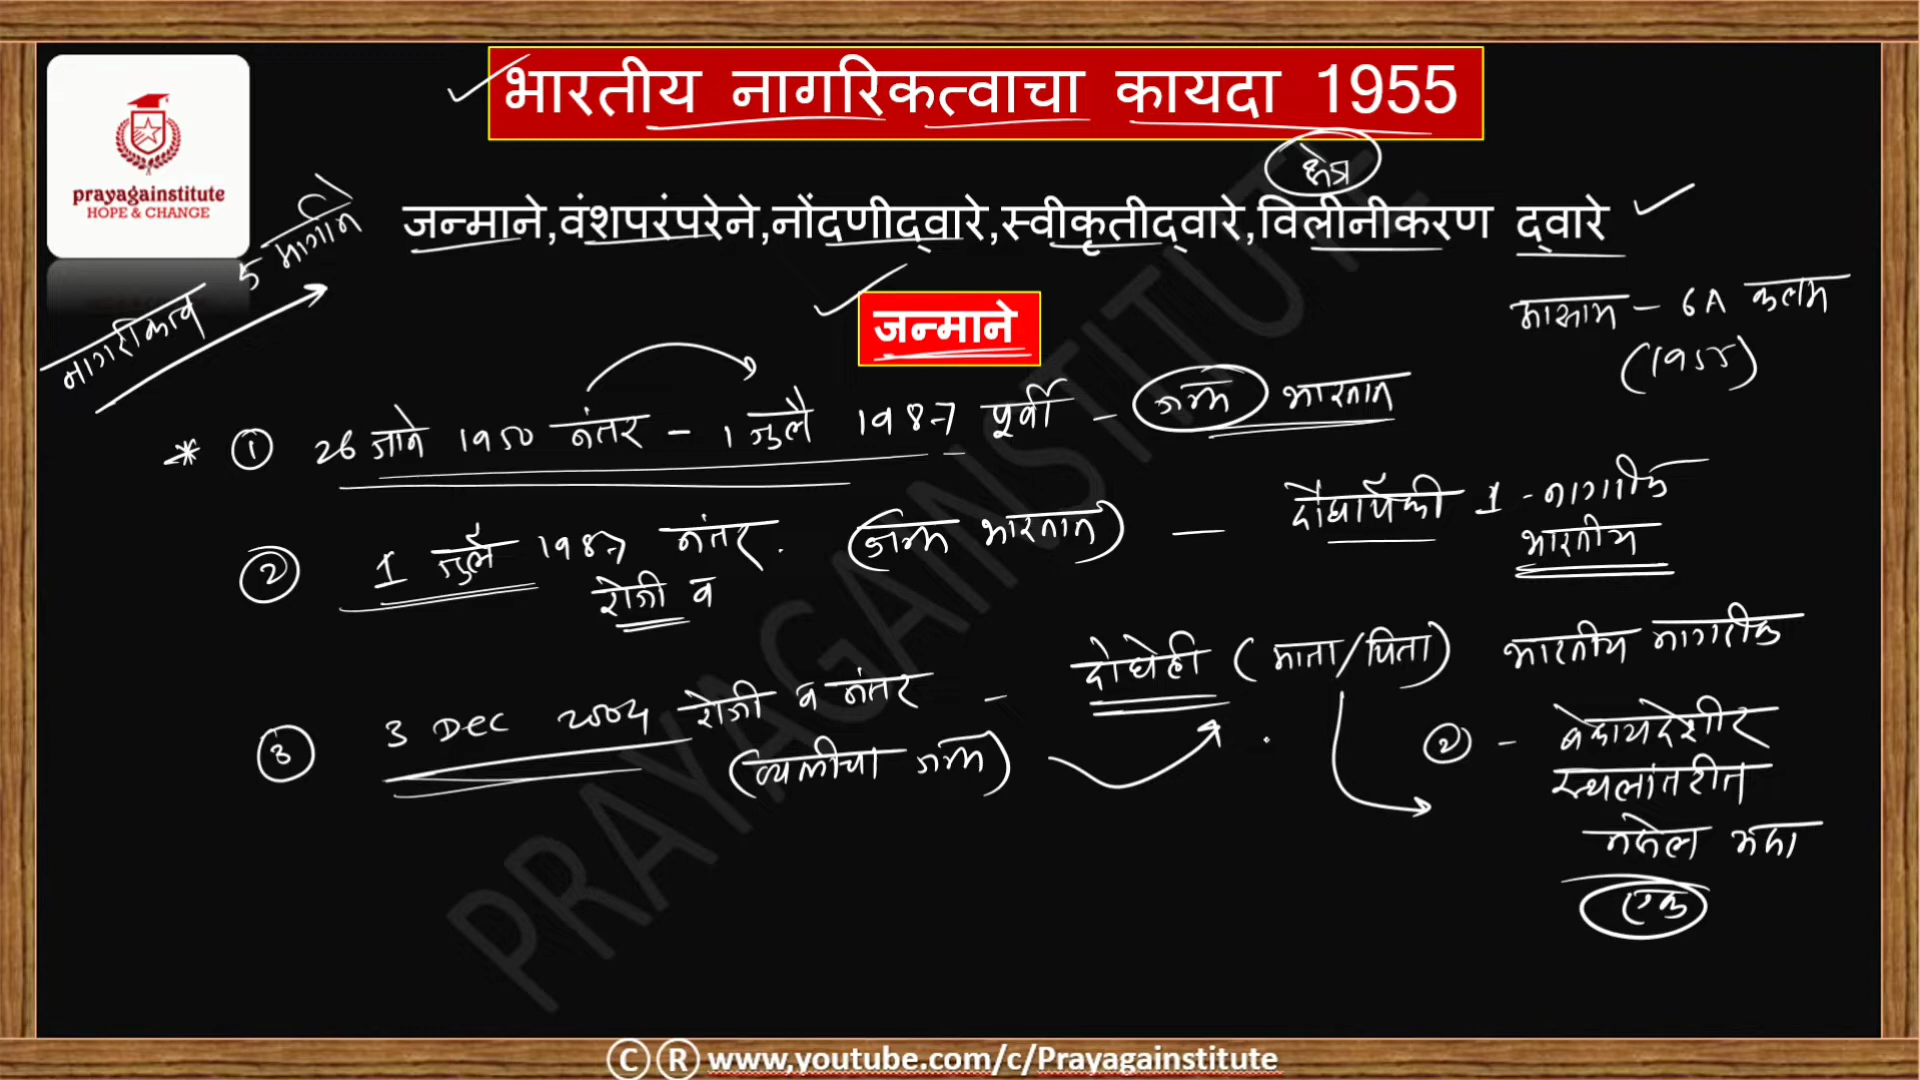 भारतीय नागरिकत्वाचा कायदा 1955
prayagainstitute
HOPE & CHANGE
क्षेत्र
जन्माने,वंशपरंपरेने,नोंदणीद्वारे,स्वीकृतीद्वारे,विलीनीकरण द्वारे
नागरीकत्व 5 मार्गाने
जन्माने
आसाम - 6A कलम
(1955)
* ① 26 जाने 1950 नंतर - 1 जुलै 1987 पूर्वी - जन्म भारतात
② 1 जुलै 1987 नंतर. (जन्म भारतात) - दोघांपैकी 1 - नागरीक
रोजी व
भारतीय
③ 3 Dec 2004 रोजी व नंतर - दोघेही (माता/पिता) भारतीय नागरीक
(व्यक्तीचा जन्म)
② - बेकायदेशीर
स्थलांतरीत
नसेल असा
एक
PRAYAGAINSTITUTE
© ® www.youtube.com/c/Prayagainstitute